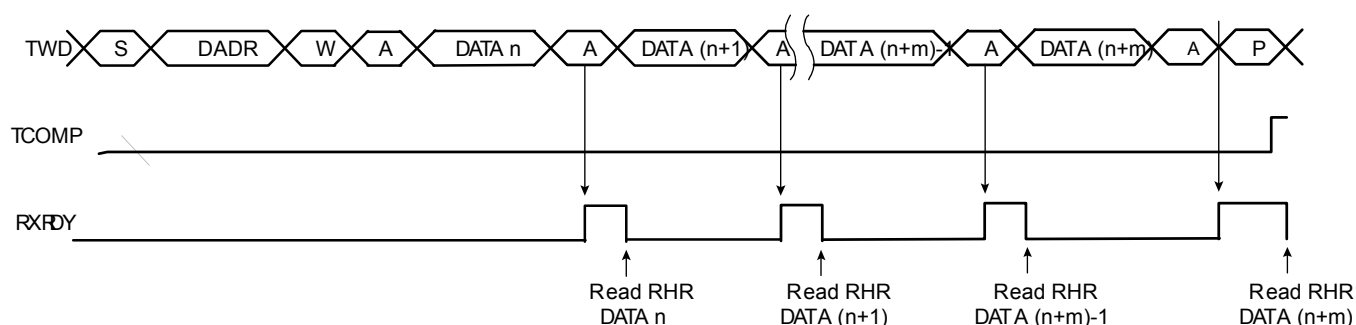 TWD S DADR W A DATA n A DATA (n+1) A DATA (n+m)-1 A DATA (n+m) A P
TCOMP
RXRDY
Read RHR Read RHR Read RHR Read RHR
DATA n DATA (n+1) DATA (n+m)-1 DATA (n+m)